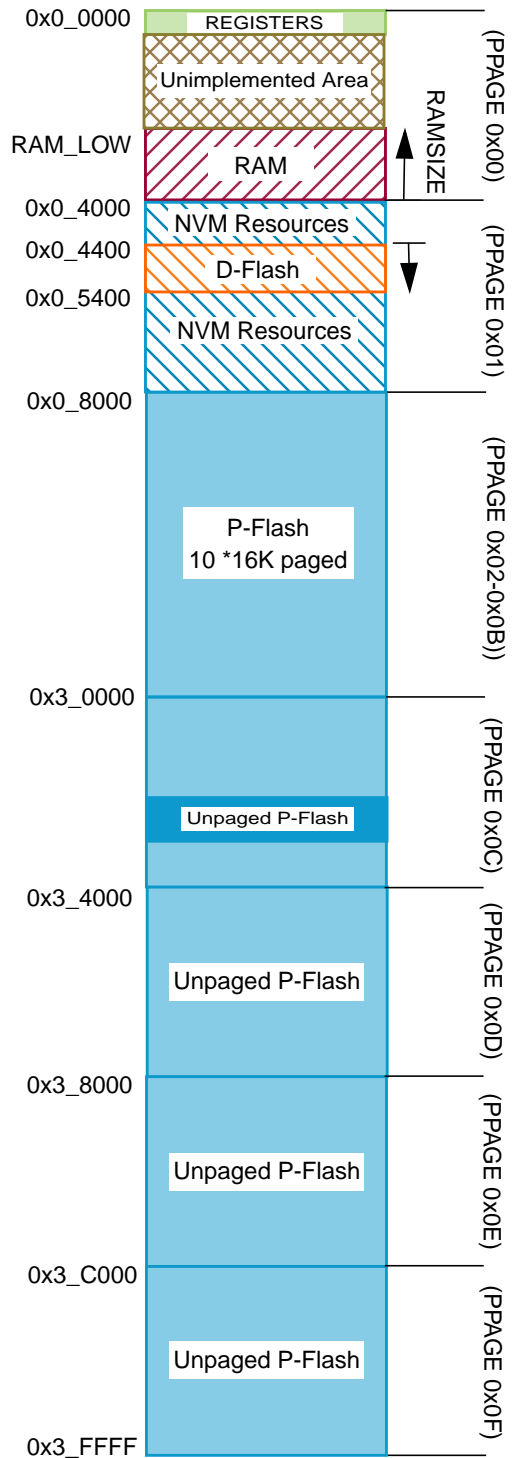 0x0_0000
REGISTERS
Unimplemented Area
(PPAGE 0x00)
RAM_LOW
RAM
RAMSIZE
0x0_4000
NVM Resources
0x0_4400
D-Flash
(PPAGE 0x01)
0x0_5400
NVM Resources
0x0_8000
P-Flash
10 *16K paged
(PPAGE 0x02-0x0B))
0x3_0000
Unpaged P-Flash
(PPAGE 0x0C)
0x3_4000
Unpaged P-Flash
(PPAGE 0x0D)
0x3_8000
Unpaged P-Flash
(PPAGE 0x0E)
0x3_C000
Unpaged P-Flash
(PPAGE 0x0F)
0x3_FFFF